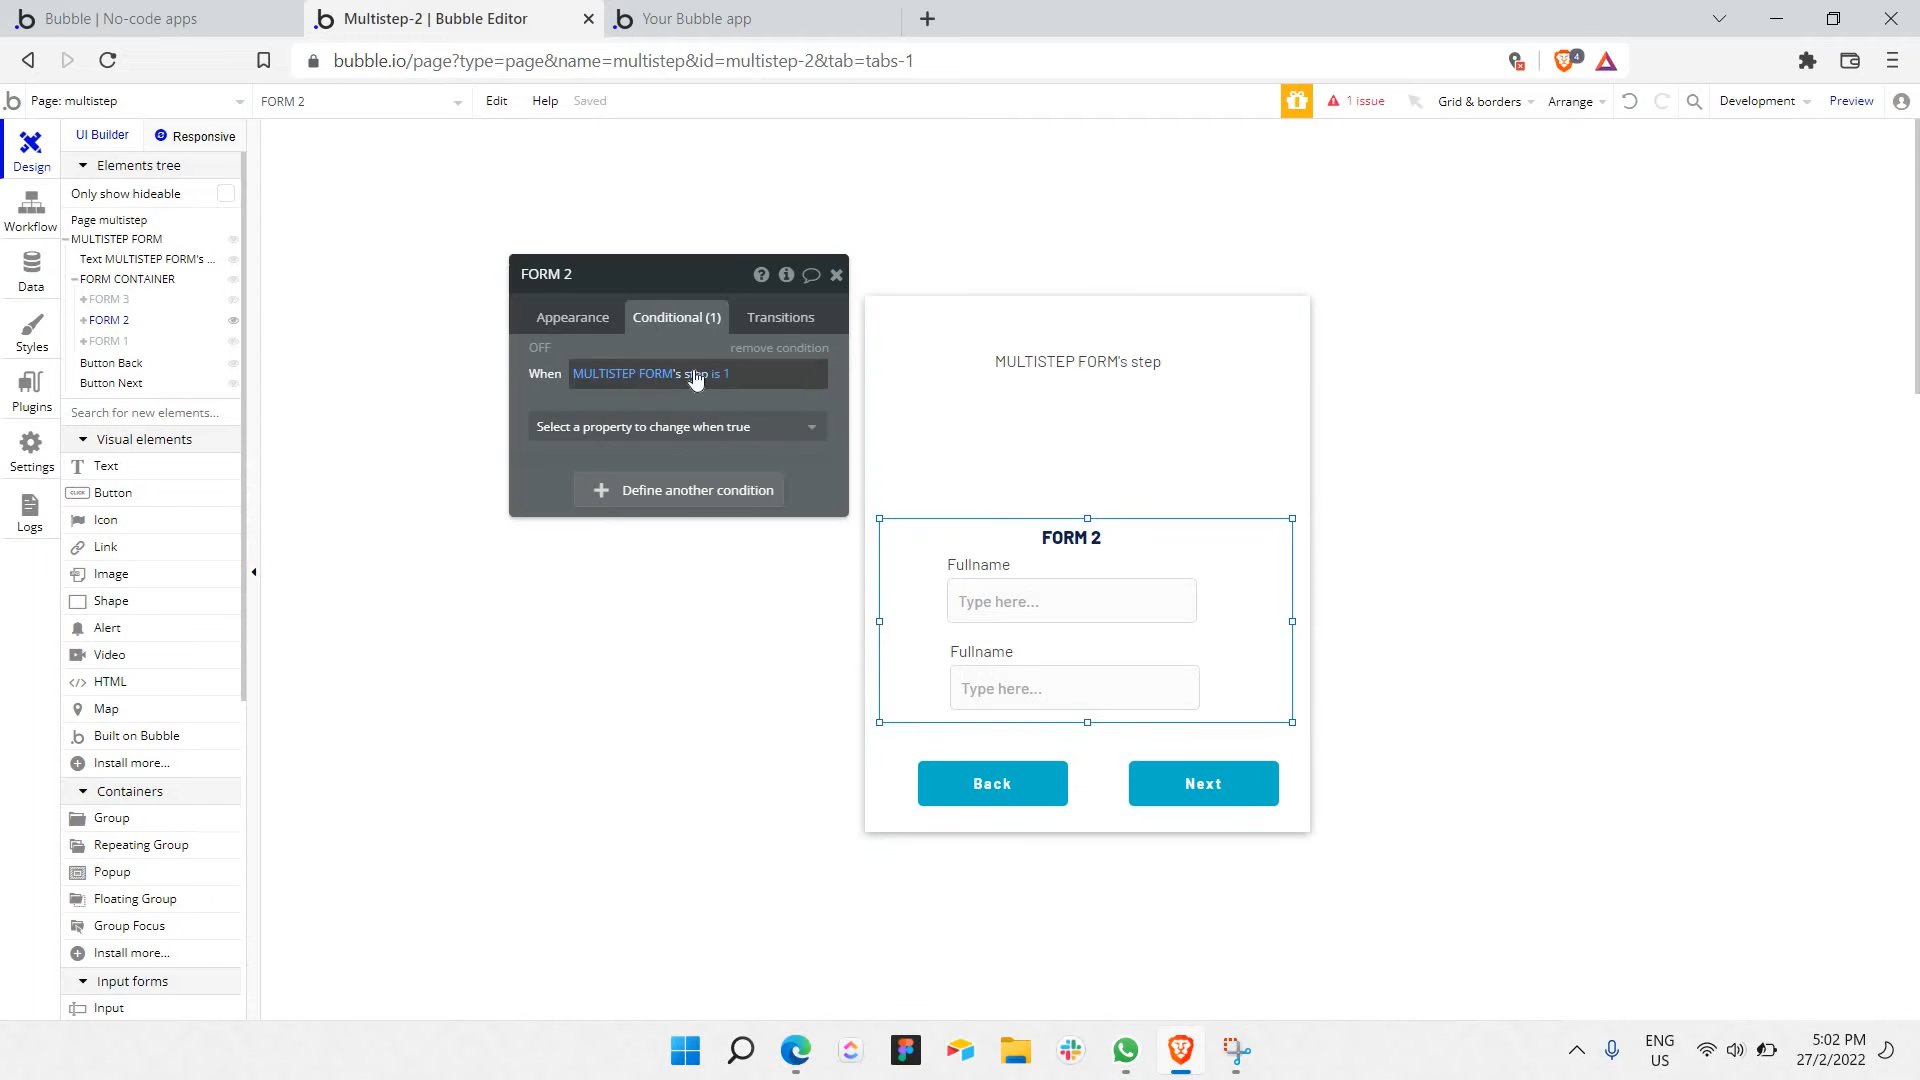 Bubble | No-code apps
Multistep-2 | Bubble Editor
Your Bubble app
bubble.io/page?type=page&name=multistep&id=multistep-2&tab=tabs-1
4
Page: multistep
FORM 2
Edit
Help
Saved
1 issue
Grid & borders
Arrange
Development
Preview
Design
Workflow
Data
Styles
Plugins
Settings
Logs
UI Builder
Responsive
Elements tree
Only show hideable
Page multistep
MULTISTEP FORM
Text MULTISTEP FORM's ...
FORM CONTAINER
FORM 3
FORM 2
FORM 1
Button Back
Button Next
Search for new elements...
Visual elements
Text
CLICK Button
Icon
Link
Image
Shape
Alert
Video
HTML
Map
Built on Bubble
Install more...
Containers
Group
Repeating Group
Popup
Floating Group
Group Focus
Install more...
Input forms
Input
FORM 2
Appearance
Conditional (1)
Transitions
OFF
remove condition
When
MULTISTEP FORM's step is 1
Select a property to change when true
Define another condition
MULTISTEP FORM's step
FORM 2
Fullname
Type here...
Fullname
Type here...
Back
Next
ENG
US
5:02 PM
27/2/2022